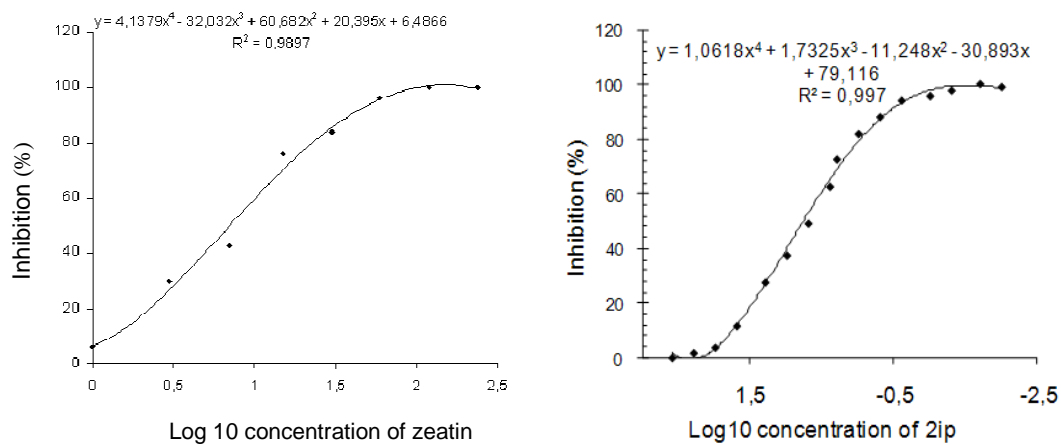 y = 4,1379x⁴ - 32,032x³ + 60,682x² + 20,395x + 6,4866
R² = 0,9897
120
100
80
60
40
20
0
Inhibition (%)
0 0,5 1 1,5 2 2,5
Log 10 concentration of zeatin
y = 1,0618x⁴ + 1,7325x³ - 11,248x² - 30,893x
+ 79,116
R² = 0,997
120
100
80
60
40
20
0
Inhibition (%)
1,5 -0,5 -2,5
Log10 concentration of 2ip